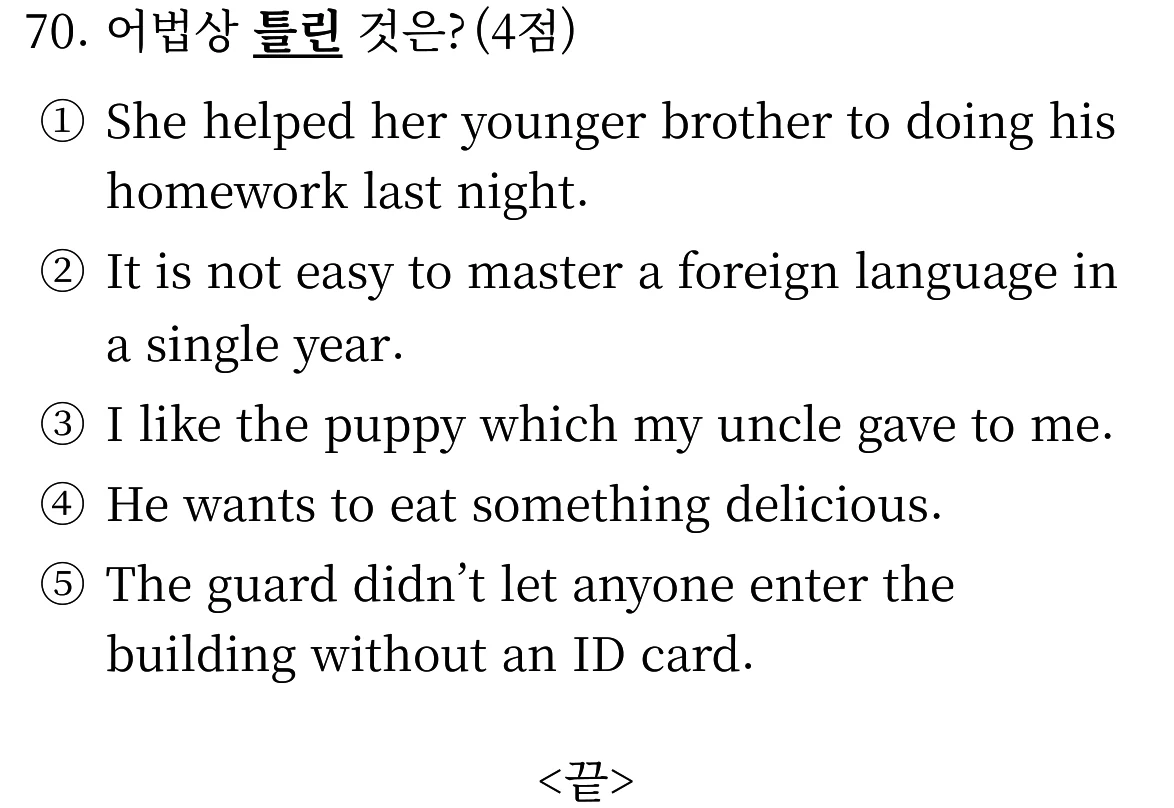 70. 어법상 틀린 것은? (4점)
① She helped her younger brother to doing his
homework last night.
② It is not easy to master a foreign language in
a single year.
③ I like the puppy which my uncle gave to me.
④ He wants to eat something delicious.
⑤ The guard didn’t let anyone enter the
building without an ID card.
<끝>